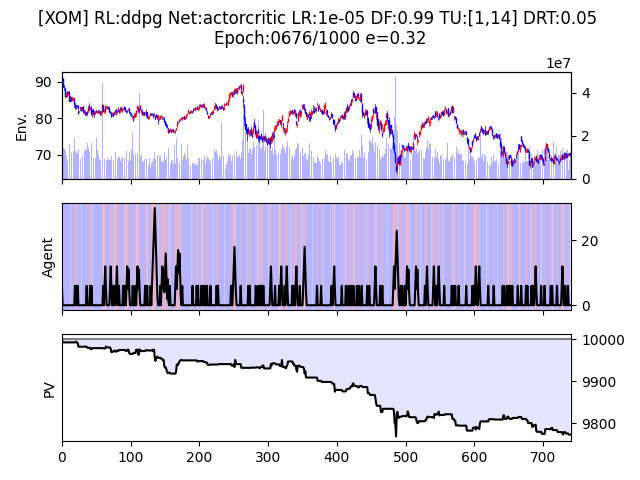 [XOM] RL:ddpg Net:actorcritic LR:1e-05 DF:0.99 TU:[1,14] DRT:0.05
Epoch:0676/1000 e=0.32
1e7
90
80
70
Env.
4
2
0
Agent
20
0
PV
10000
9900
9800
0 100 200 300 400 500 600 700